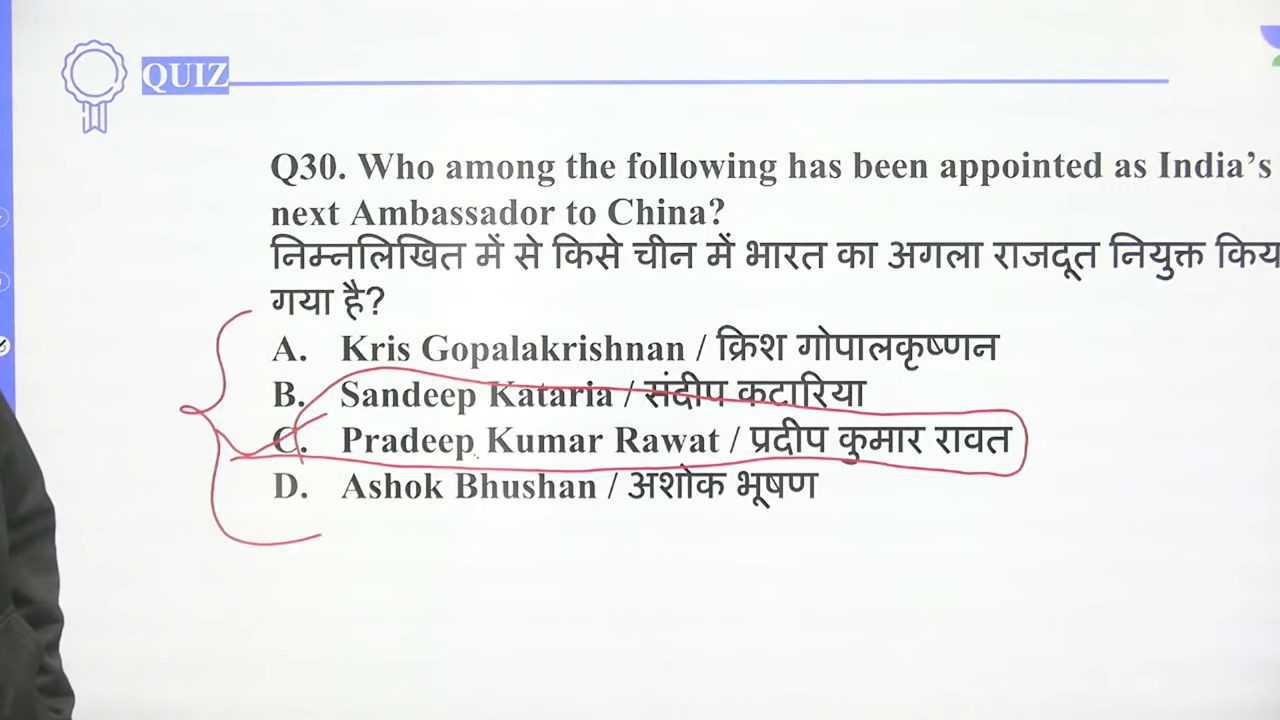 QUIZ
Q30. Who among the following has been appointed as India’s
next Ambassador to China?
निम्नलिखित में से किसे चीन में भारत का अगला राजदूत नियुक्त किय
गया है?
A. Kris Gopalakrishnan / क्रिश गोपालकृष्णन
B. Sandeep Kataria / संदीप कटारिया
C. Pradeep Kumar Rawat / प्रदीप कुमार रावत
D. Ashok Bhushan / अशोक भूषण